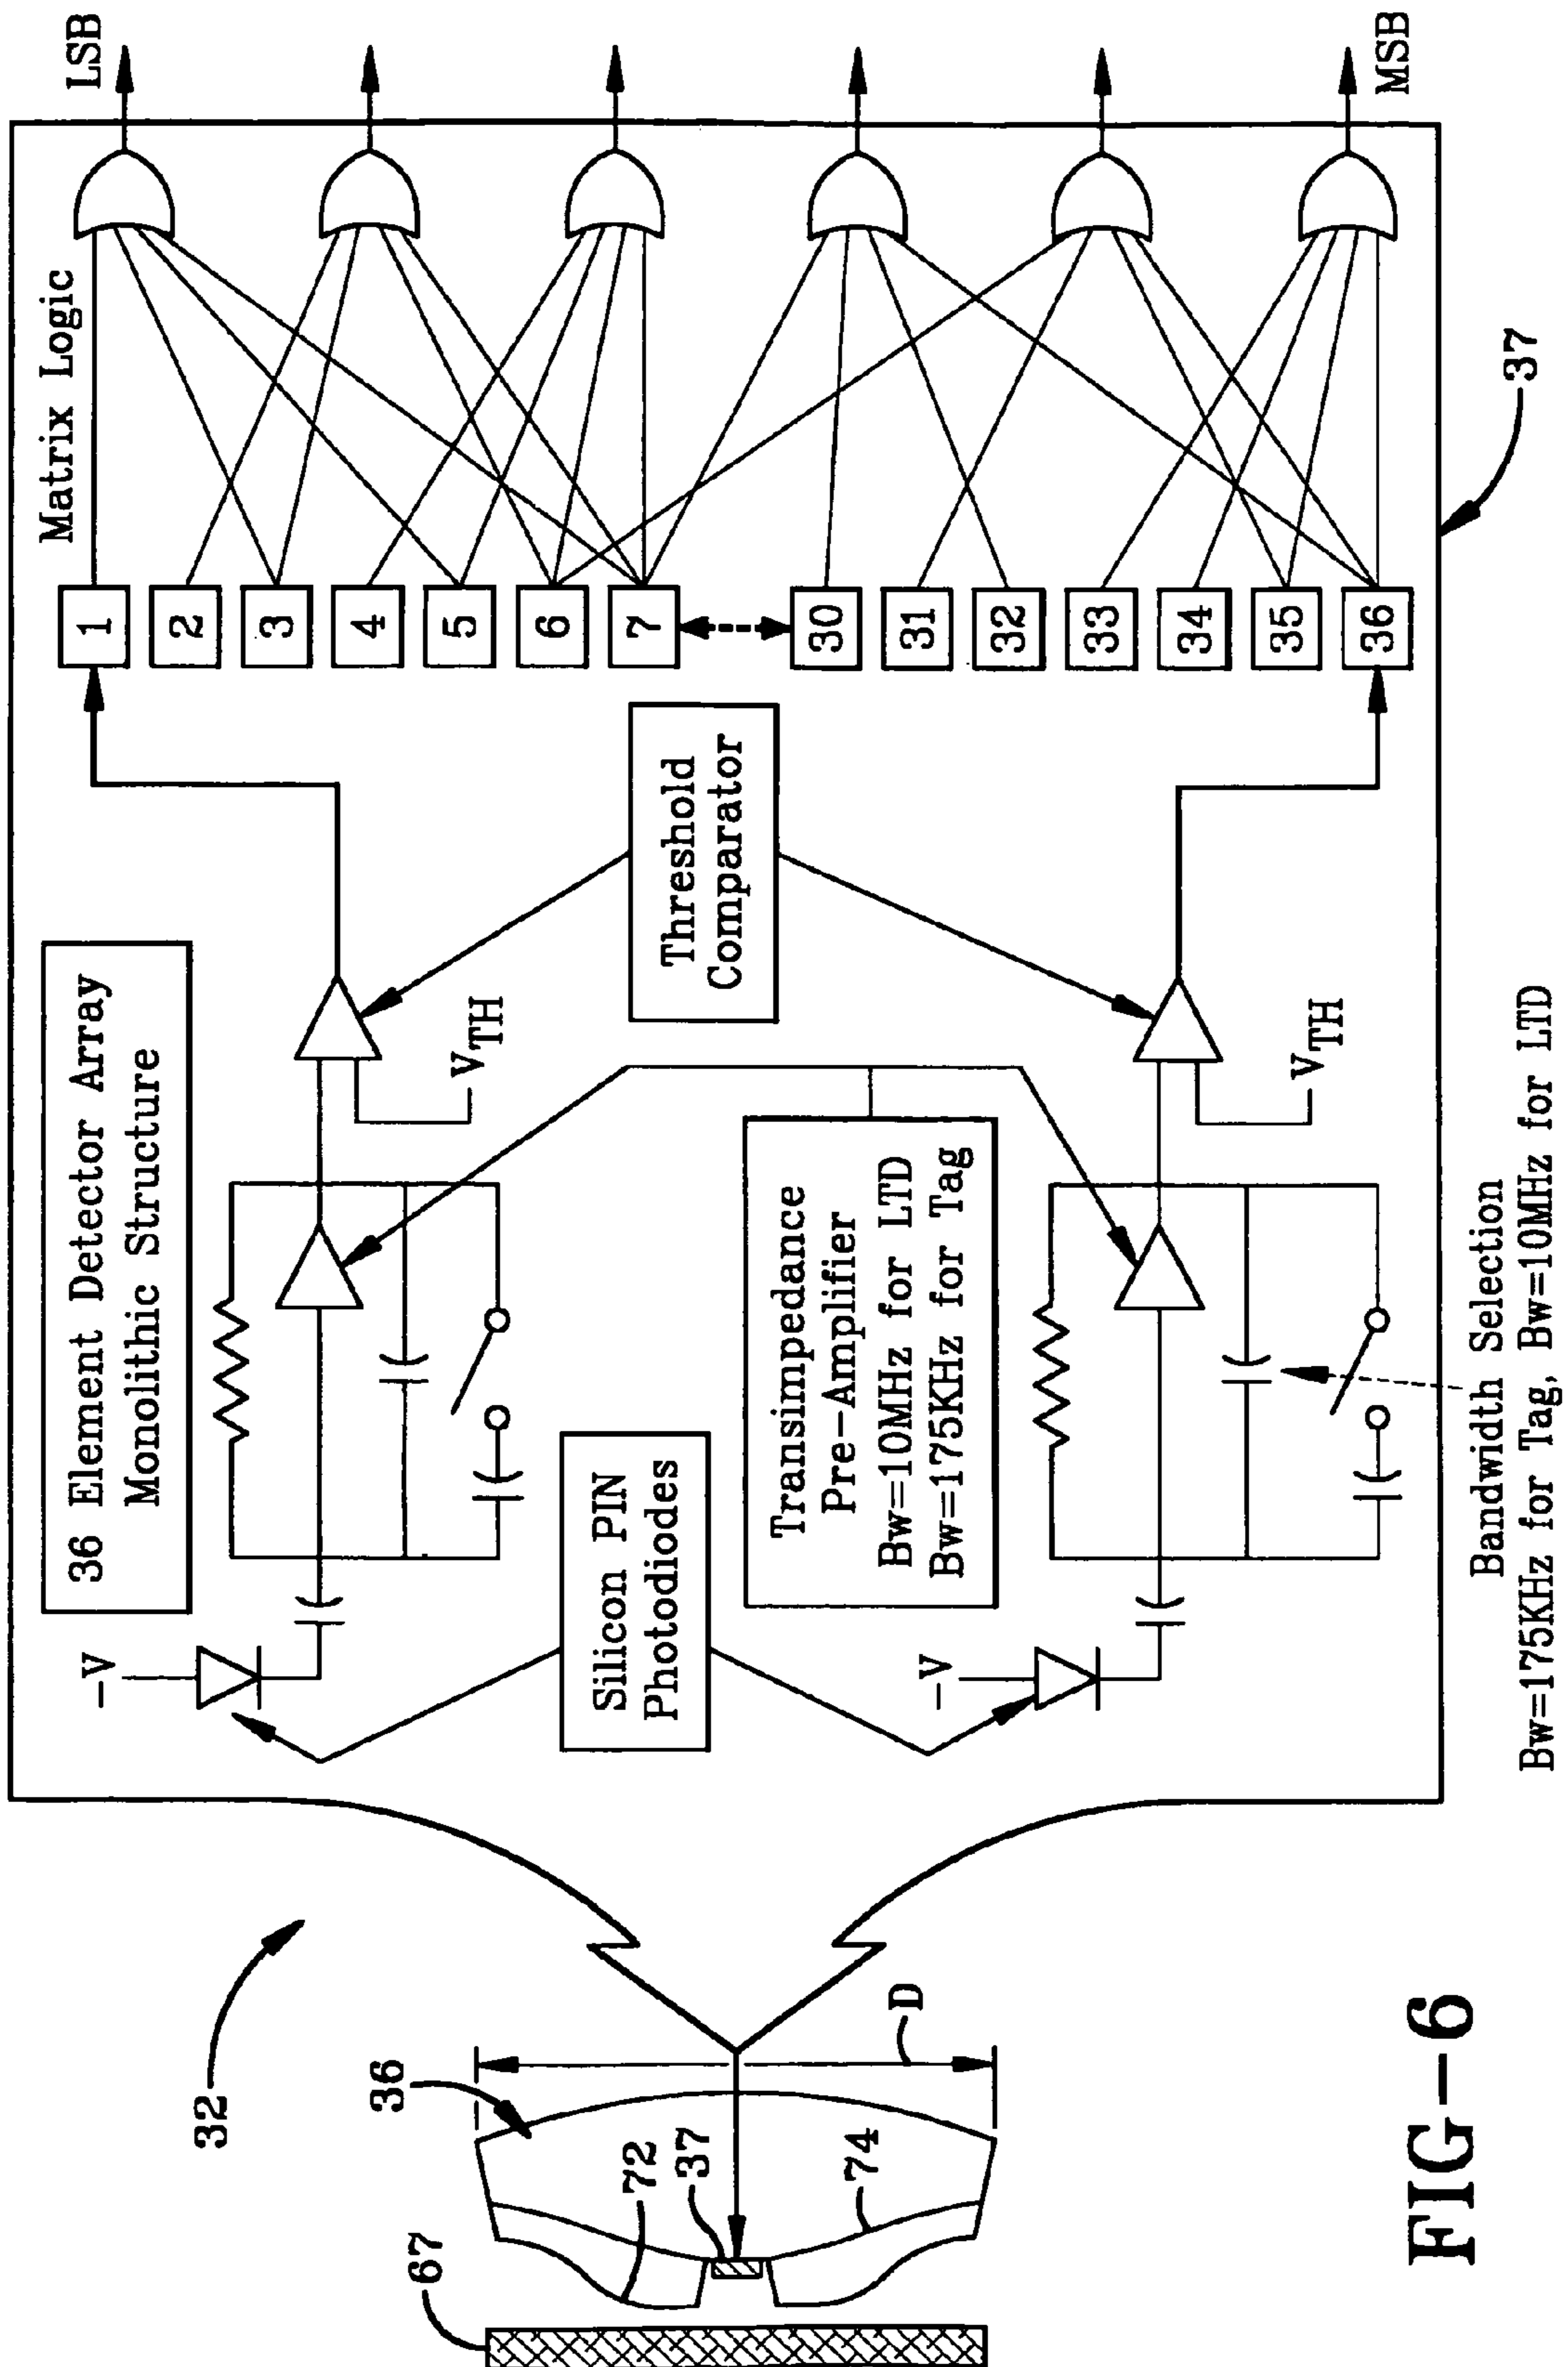 36 Element Detector Array
Monolithic Structure
Matrix Logic
LSB
-V
VTH
1
2
3
4
5
6
7
30
31
32
33
34
35
36
Silicon PIN
Photodiodes
Threshold
Comparator
Transimpedance
Pre-Amplifier
Bw=10MHz for LTD
Bw=175KHz for Tag
-V
VTH
MSB
Bandwidth Selection
Bw=175KHz for Tag, Bw=10MHz for LTD
37
32
36
72
37
74
67
D
FIG-6